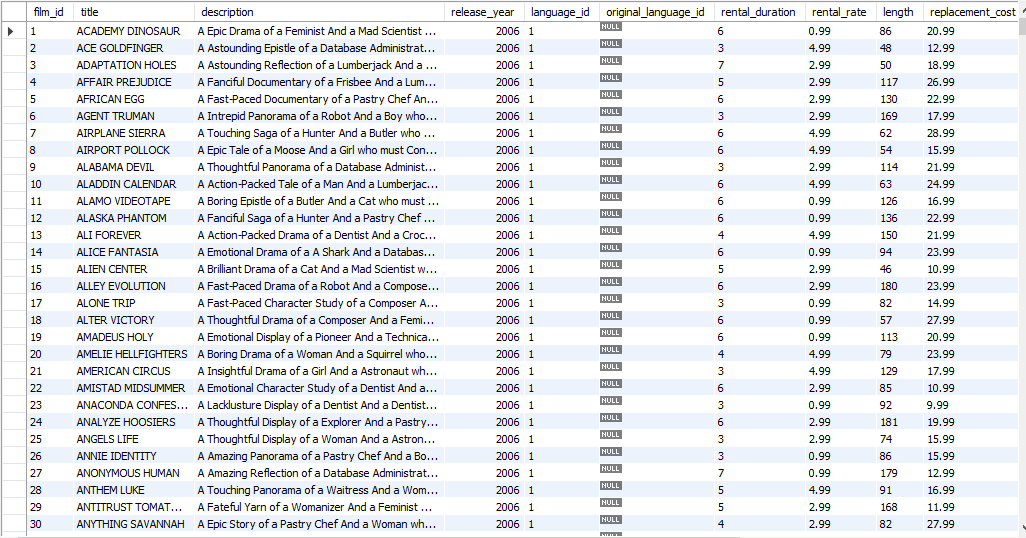 film_id title description release_year language_id original_language_id rental_duration rental_rate length replacement_cost
1 ACADEMY DINOSAUR A Epic Drama of a Feminist And a Mad Scientist ... 2006 1 NULL 6 0.99 86 20.99
2 ACE GOLDFINGER A Astounding Epistle of a Database Administrat... 2006 1 NULL 3 4.99 48 12.99
3 ADAPTATION HOLES A Astounding Reflection of a Lumberjack And a ... 2006 1 NULL 7 2.99 50 18.99
4 AFFAIR PREJUDICE A Fanciful Documentary of a Frisbee And a Lum... 2006 1 NULL 5 2.99 117 26.99
5 AFRICAN EGG A Fast-Paced Documentary of a Pastry Chef An... 2006 1 NULL 6 2.99 130 22.99
6 AGENT TRUMAN A Intrepid Panorama of a Robot And a Boy who... 2006 1 NULL 3 2.99 169 17.99
7 AIRPLANE SIERRA A Touching Saga of a Hunter And a Butler who ... 2006 1 NULL 6 4.99 62 28.99
8 AIRPORT POLLOCK A Epic Tale of a Moose And a Girl who must Con... 2006 1 NULL 6 4.99 54 15.99
9 ALABAMA DEVIL A Thoughtful Panorama of a Database Administ... 2006 1 NULL 3 2.99 114 21.99
10 ALADDIN CALENDAR A Action-Packed Tale of a Man And a Lumberjac... 2006 1 NULL 6 4.99 63 24.99
11 ALAMO VIDEOTAPE A Boring Epistle of a Butler And a Cat who must ... 2006 1 NULL 6 0.99 126 16.99
12 ALASKA PHANTOM A Fanciful Saga of a Hunter And a Pastry Chef ... 2006 1 NULL 6 0.99 136 22.99
13 ALI FOREVER A Action-Packed Drama of a Dentist And a Croc... 2006 1 NULL 4 4.99 150 21.99
14 ALICE FANTASIA A Emotional Drama of a A Shark And a Databas... 2006 1 NULL 6 0.99 94 23.99
15 ALIEN CENTER A Brilliant Drama of a Cat And a Mad Scientist w... 2006 1 NULL 5 2.99 46 10.99
16 ALLEY EVOLUTION A Fast-Paced Drama of a Robot And a Compose... 2006 1 NULL 6 2.99 180 23.99
17 ALONE TRIP A Fast-Paced Character Study of a Composer A... 2006 1 NULL 3 0.99 82 14.99
18 ALTER VICTORY A Thoughtful Drama of a Composer And a Femi... 2006 1 NULL 6 0.99 57 27.99
19 AMADEUS HOLY A Emotional Display of a Pioneer And a Technica... 2006 1 NULL 6 0.99 113 20.99
20 AMELIE HELLFIGHTERS A Boring Drama of a Woman And a Squirrel who... 2006 1 NULL 4 4.99 79 23.99
21 AMERICAN CIRCUS A Insightful Drama of a Girl And a Astronaut wh... 2006 1 NULL 3 4.99 129 17.99
22 AMISTAD MIDSUMMER A Emotional Character Study of a Dentist And a... 2006 1 NULL 6 2.99 85 10.99
23 ANACONDA CONFES... A Lacklusture Display of a Dentist And a Dentist... 2006 1 NULL 3 0.99 92 9.99
24 ANALYZE HOOSIERS A Thoughtful Display of a Explorer And a Pastry... 2006 1 NULL 6 2.99 181 19.99
25 ANGELS LIFE A Thoughtful Display of a Woman And a Astron... 2006 1 NULL 3 2.99 74 15.99
26 ANNIE IDENTITY A Amazing Panorama of a Pastry Chef And a Bo... 2006 1 NULL 3 0.99 86 15.99
27 ANONYMOUS HUMAN A Amazing Reflection of a Database Administrat... 2006 1 NULL 7 0.99 179 12.99
28 ANTHEM LUKE A Touching Panorama of a Waitress And a Wom... 2006 1 NULL 5 4.99 91 16.99
29 ANTITRUST TOMAT... A Fateful Yarn of a Womanizer And a Feminist ... 2006 1 NULL 5 2.99 168 11.99
30 ANYTHING SAVANNAH A Epic Story of a Pastry Chef And a Woman wh... 2006 1 NULL 4 2.99 82 27.99